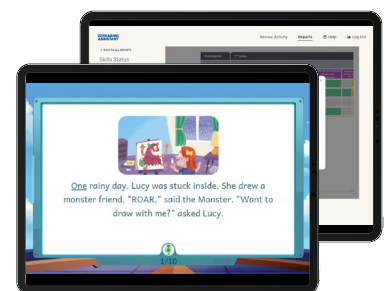 SCIREADING
ASSISTANT
Review Activity
Reports
Help
Log Out
Skills Status
One rainy day, Lucy was stuck inside. She drew a
monster friend. "ROAR," said the Monster. "Want to
draw with me?" asked Lucy.
1/10